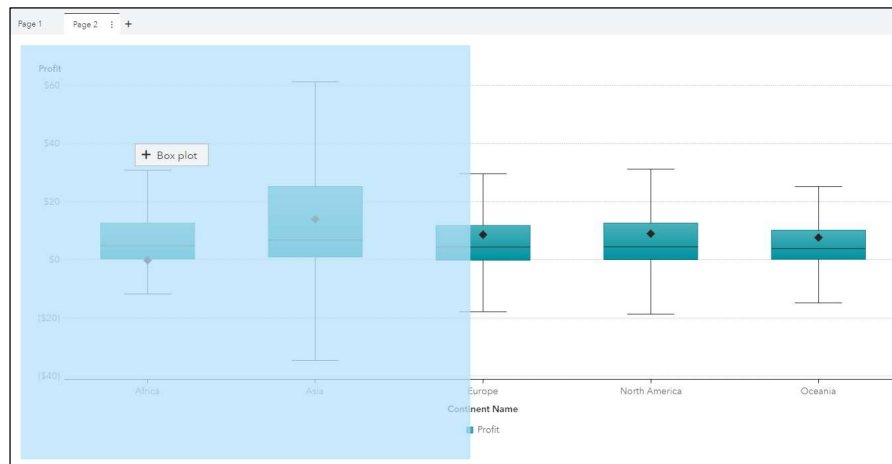 Page 1 Page 2 ⋮ +
Profit
$60
$40
+ Box plot
$20
$0
($20)
($40)
Africa Asia Europe North America Oceania
Continent Name
Profit